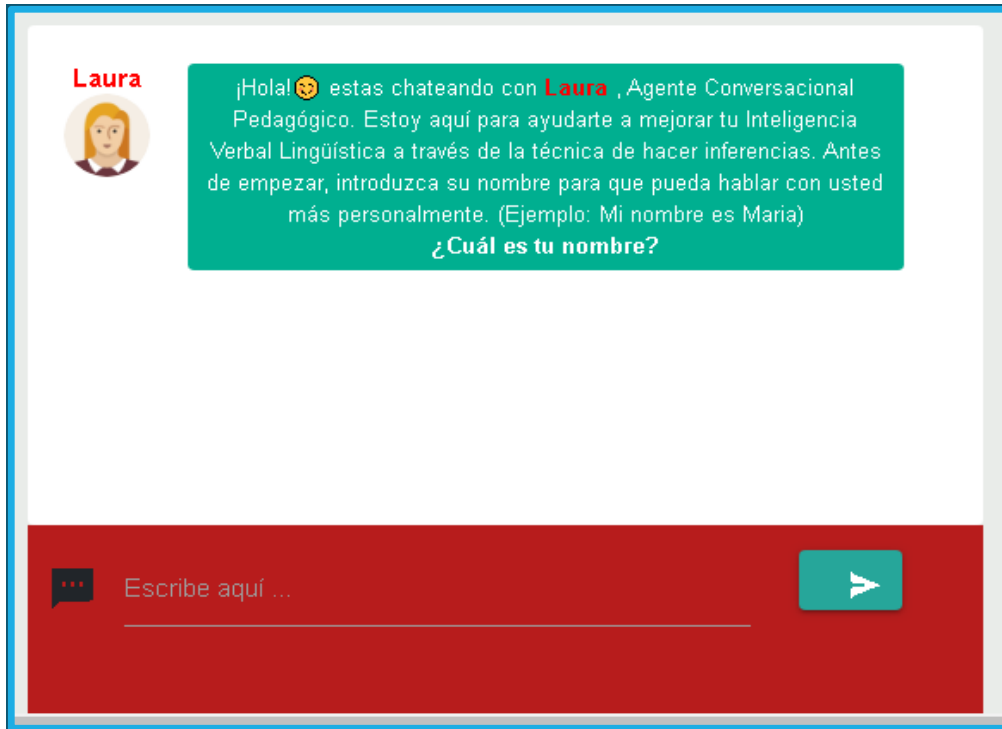 Laura
¡Hola!😊 estas chateando con Laura , Agente Conversacional
Pedagógico. Estoy aquí para ayudarte a mejorar tu Inteligencia
Verbal Lingüística a través de la técnica de hacer inferencias. Antes
de empezar, introduzca su nombre para que pueda hablar con usted
más personalmente. (Ejemplo: Mi nombre es Maria)
¿Cuál es tu nombre?
Escribe aquí ...